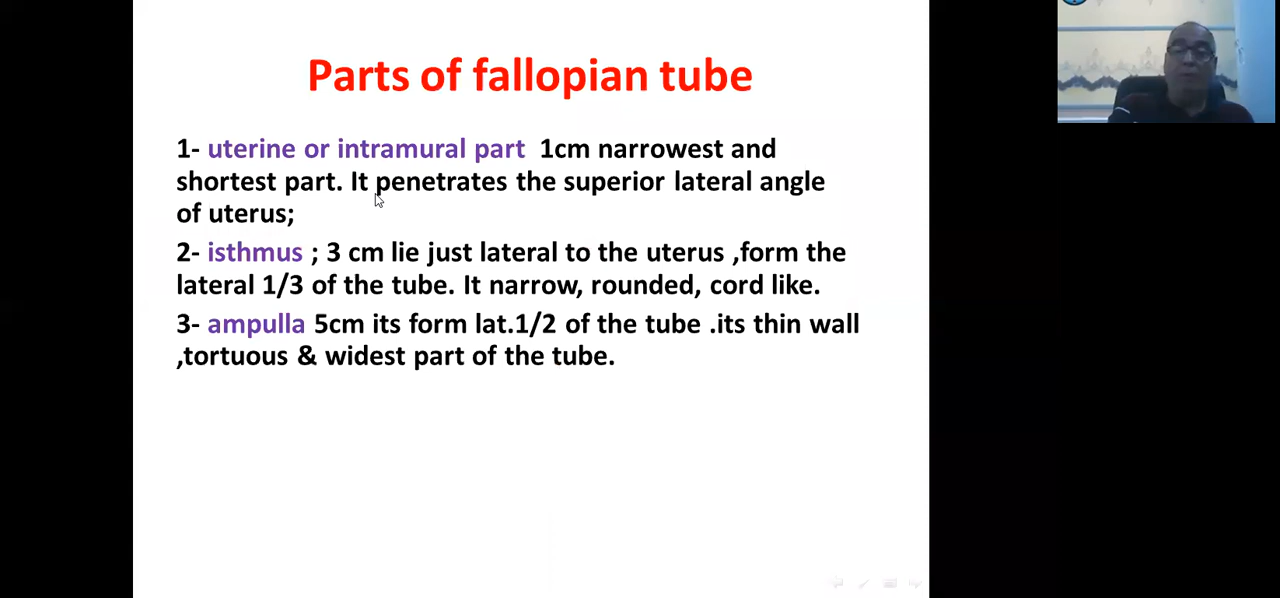 Parts of fallopian tube
1- uterine or intramural part 1cm narrowest and
shortest part. It penetrates the superior lateral angle
of uterus;
2- isthmus ; 3 cm lie just lateral to the uterus ,form the
lateral 1/3 of the tube. It narrow, rounded, cord like.
3- ampulla 5cm its form lat.1/2 of the tube .its thin wall
,tortuous & widest part of the tube.